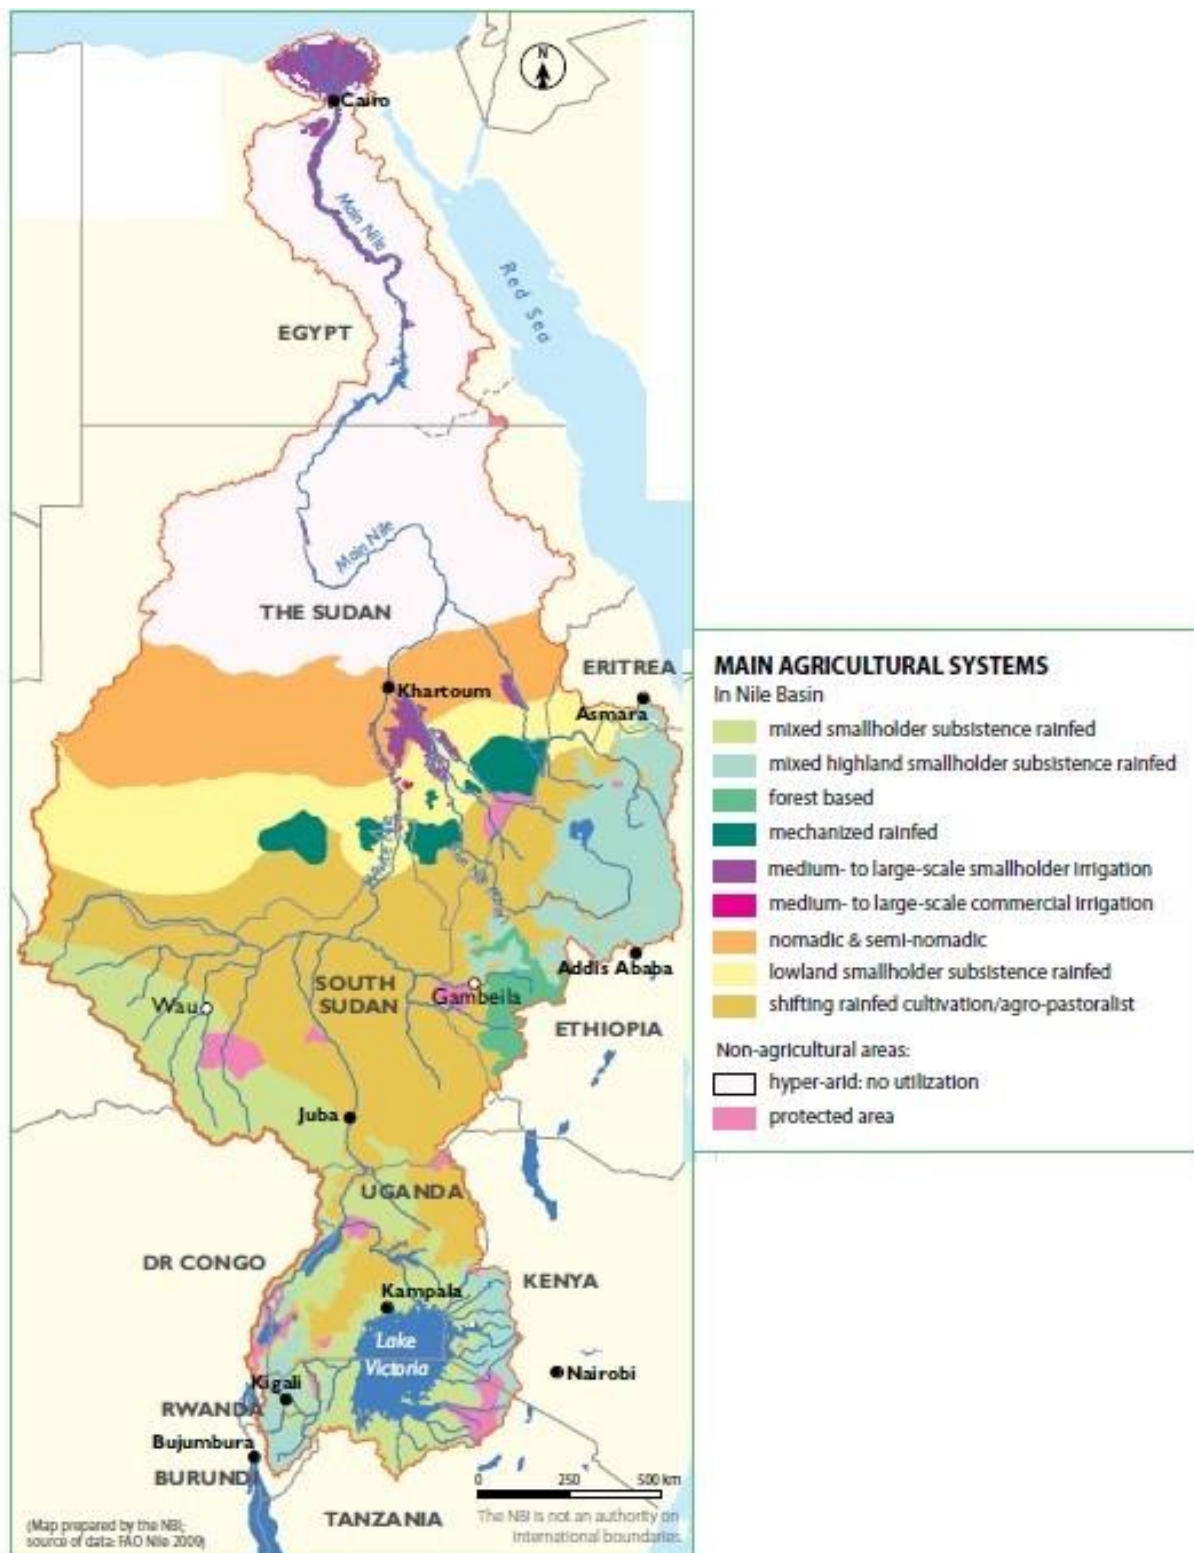 N
Cairo
Main Nile
Red Sea
EGYPT
Main Nile
THE SUDAN
ERITREA
Khartoum
Asmara
White Nile
Addis Ababa
SOUTH
SUDAN
Gambeila
Wau
ETHIOPIA
Juba
UGANDA
DR CONGO
KENYA
Kampala
Lake
Victoria
Nairobi
Kigali
RWANDA
Bujumbura
BURUNDI
0 250 500 km
TANZANIA
The NBI is not an authority on
international boundaries.
(Map prepared by the NBI;
source of data: FAO Nile 2009)
MAIN AGRICULTURAL SYSTEMS
In Nile Basin
mixed smallholder subsistence rainfed
mixed highland smallholder subsistence rainfed
forest based
mechanized rainfed
medium- to large-scale smallholder irrigation
medium- to large-scale commercial irrigation
nomadic & semi-nomadic
lowland smallholder subsistence rainfed
shifting rainfed cultivation/agro-pastoralist
Non-agricultural areas:
hyper-arid: no utilization
protected area